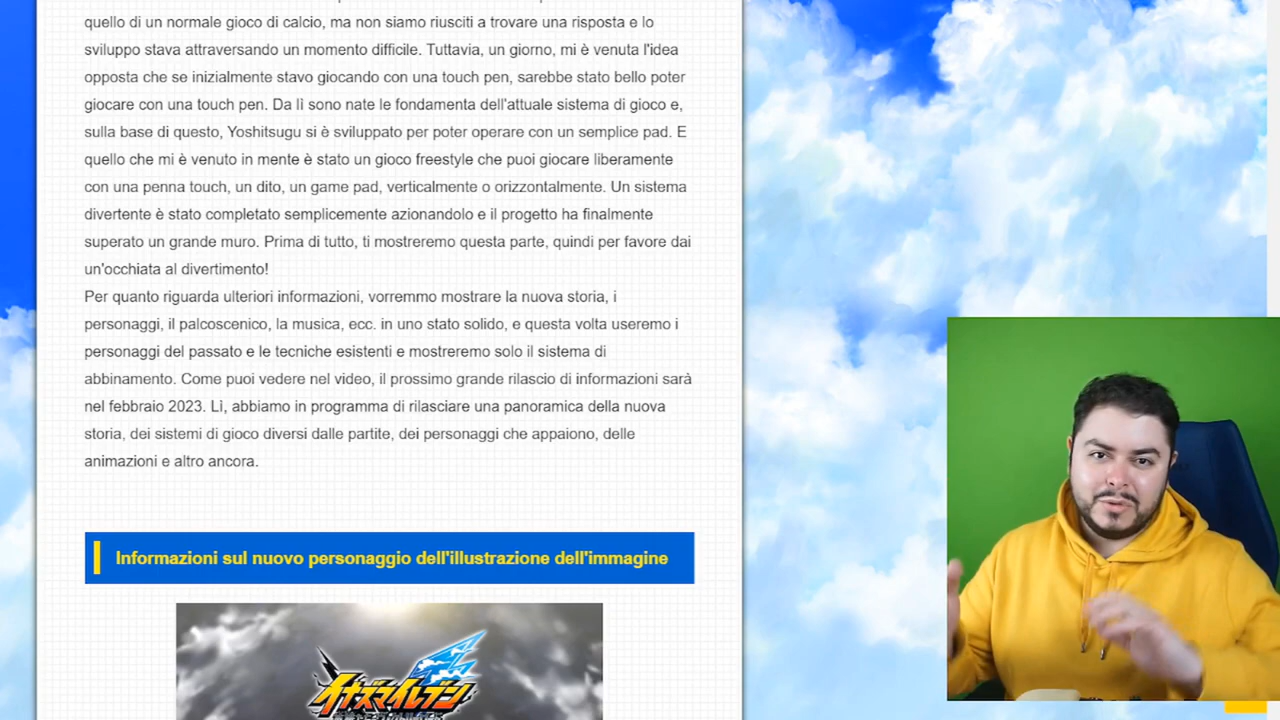 quello di un normale gioco di calcio, ma non siamo riusciti a trovare una risposta e lo
sviluppo stava attraversando un momento difficile. Tuttavia, un giorno, mi è venuta l'idea
opposta che se inizialmente stavo giocando con una touch pen, sarebbe stato bello poter
giocare con una touch pen. Da lì sono nate le fondamenta dell'attuale sistema di gioco e,
sulla base di questo, Yoshitsugu si è sviluppato per poter operare con un semplice pad. E
quello che mi è venuto in mente è stato un gioco freestyle che puoi giocare liberamente
con una penna touch, un dito, un game pad, verticalmente o orizzontalmente. Un sistema
divertente è stato completato semplicemente azionandolo e il progetto ha finalmente
superato un grande muro. Prima di tutto, ti mostreremo questa parte, quindi per favore dai
un'occhiata al divertimento!
Per quanto riguarda ulteriori informazioni, vorremmo mostrare la nuova storia, i
personaggi, il palcoscenico, la musica, ecc. in uno stato solido, e questa volta useremo i
personaggi del passato e le tecniche esistenti e mostreremo solo il sistema di
abbinamento. Come puoi vedere nel video, il prossimo grande rilascio di informazioni sarà
nel febbraio 2023. Lì, abbiamo in programma di rilasciare una panoramica della nuova
storia, dei sistemi di gioco diversi dalle partite, dei personaggi che appaiono, delle
animazioni e altro ancora.
Informazioni sul nuovo personaggio dell'illustrazione dell'immagine
イナズマイレブン